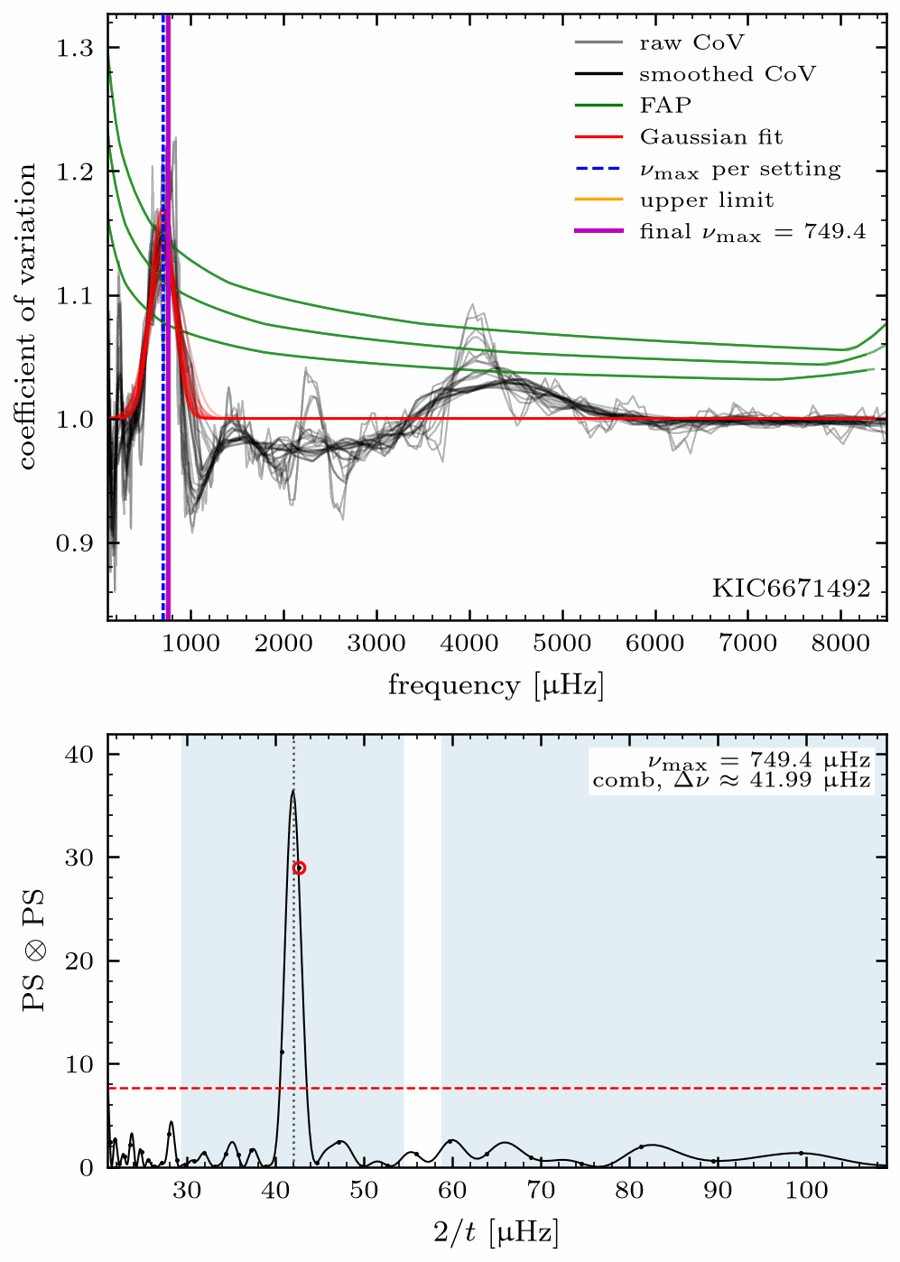 1.3
1.2
1.1
1.0
0.9
coefficient of variation
raw CoV
smoothed CoV
FAP
Gaussian fit
νmax per setting
upper limit
final νmax = 749.4
KIC6671492
1000 2000 3000 4000 5000 6000 7000 8000
frequency [μHz]
40
30
20
10
0
PS ⊗ PS
νmax = 749.4 μHz
comb, Δν ≈ 41.99 μHz
30 40 50 60 70 80 90 100
2/t [μHz]